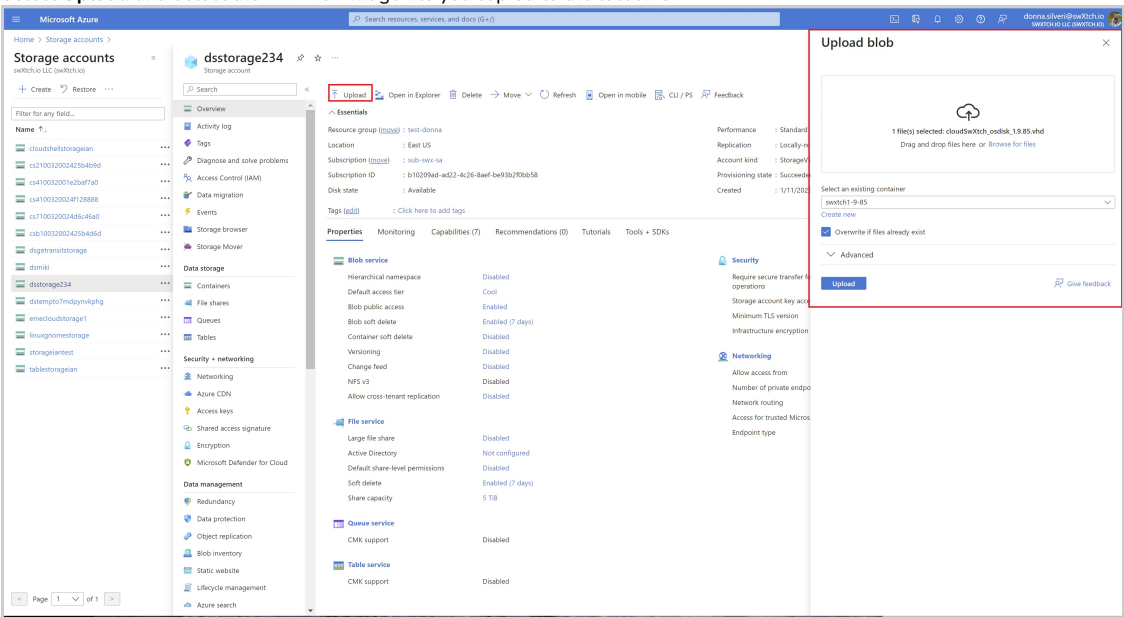 Microsoft Azure
Search resources, services, and docs (G+/)
donna.silveri@swXtch.io
SWXTCH.IO LLC (SWXTCH.IO)
Home > Storage accounts >
Storage accounts
swXtch.io LLC (swXtch.io)
+ Create Restore ...
Filter for any field...
Name ↑↓
cloudshellstorageian
cs210032002425b4b9d
cs410032001e2baf7a0
cs4100320024f128888
cs7100320024d6c46a0
csb10032002425b4d6d
dsgetransitstorage
dsmiki
dsstorage234
dstempto7mdpynvkphg
emecloudstorage1
linuxgnomestorage
storageiantest
tablestorageian
< Page 1 of 1 >
dsstorage234
Storage account
Search
Overview
Activity log
Tags
Diagnose and solve problems
Access Control (IAM)
Data migration
Events
Storage browser
Storage Mover
Data storage
Containers
File shares
Queues
Tables
Security + networking
Networking
Azure CDN
Access keys
Shared access signature
Encryption
Microsoft Defender for Cloud
Data management
Redundancy
Data protection
Object replication
Blob inventory
Static website
Lifecycle management
Azure search
Upload Open in Explorer Delete Move Refresh Open in mobile CLI / PS Feedback
Essentials
Resource group (move) : test-donna
Location : East US
Subscription (move) : sub-swx-sa
Subscription ID : b10209ad-ad22-4c26-8aef-be93b2f0bb58
Disk state : Available
Tags (edit) : Click here to add tags
Performance : Standard
Replication : Locally-re
Account kind : StorageV
Provisioning state : Succeede
Created : 1/11/202
Properties Monitoring Capabilities (7) Recommendations (0) Tutorials Tools + SDKs
Blob service
Hierarchical namespace Disabled
Default access tier Cool
Blob public access Enabled
Blob soft delete Enabled (7 days)
Container soft delete Disabled
Versioning Disabled
Change feed Disabled
NFS v3 Disabled
Allow cross-tenant replication Disabled
File service
Large file share Disabled
Active Directory Not configured
Default share-level permissions Disabled
Soft delete Enabled (7 days)
Share capacity 5 TiB
Queue service
CMK support Disabled
Table service
CMK support Disabled
Security
Require secure transfer fo
operations
Storage account key acce
Minimum TLS version
Infrastructure encryption
Networking
Allow access from
Number of private endpo
Network routing
Access for trusted Micros
Endpoint type
Upload blob
1 file(s) selected: cloudSwXtch_osdisk_1.9.85.vhd
Drag and drop files here or Browse for files
Select an existing container
swxtch1-9-85
Create new
Overwrite if files already exist
Advanced
Upload
Give feedback